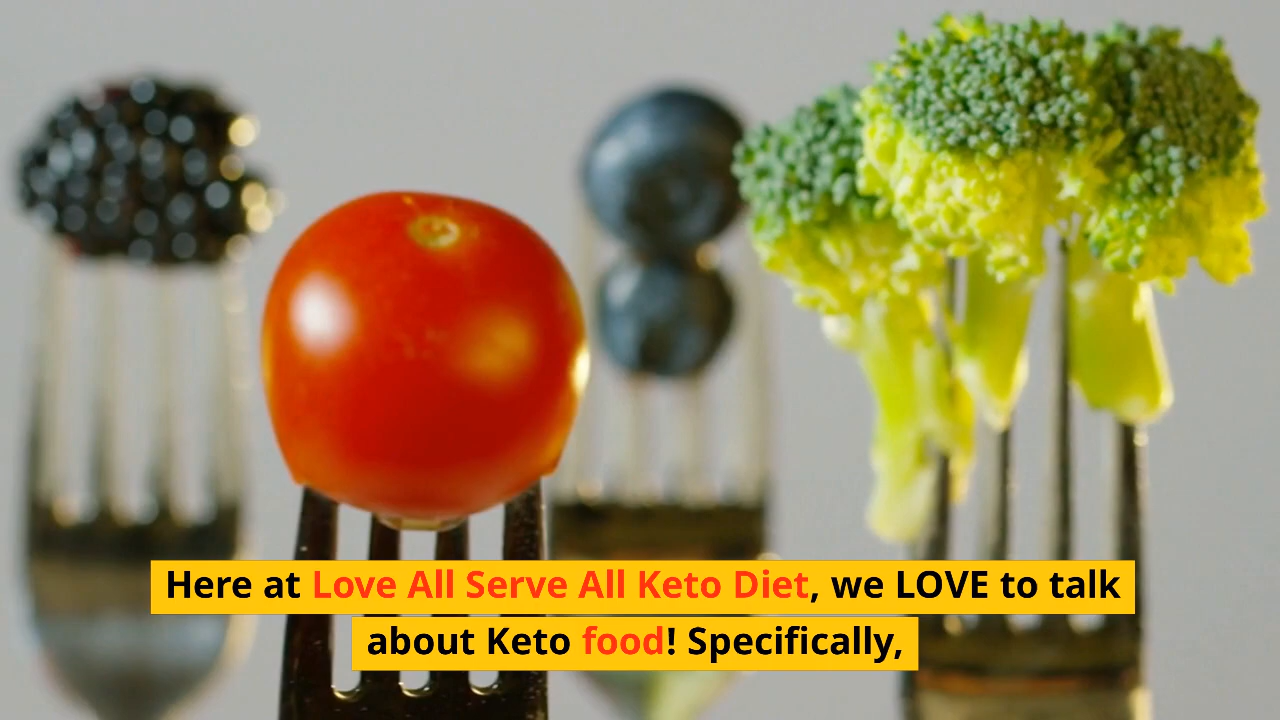 Here at Love All Serve All Keto Diet, we LOVE to talk
about Keto food! Specifically,